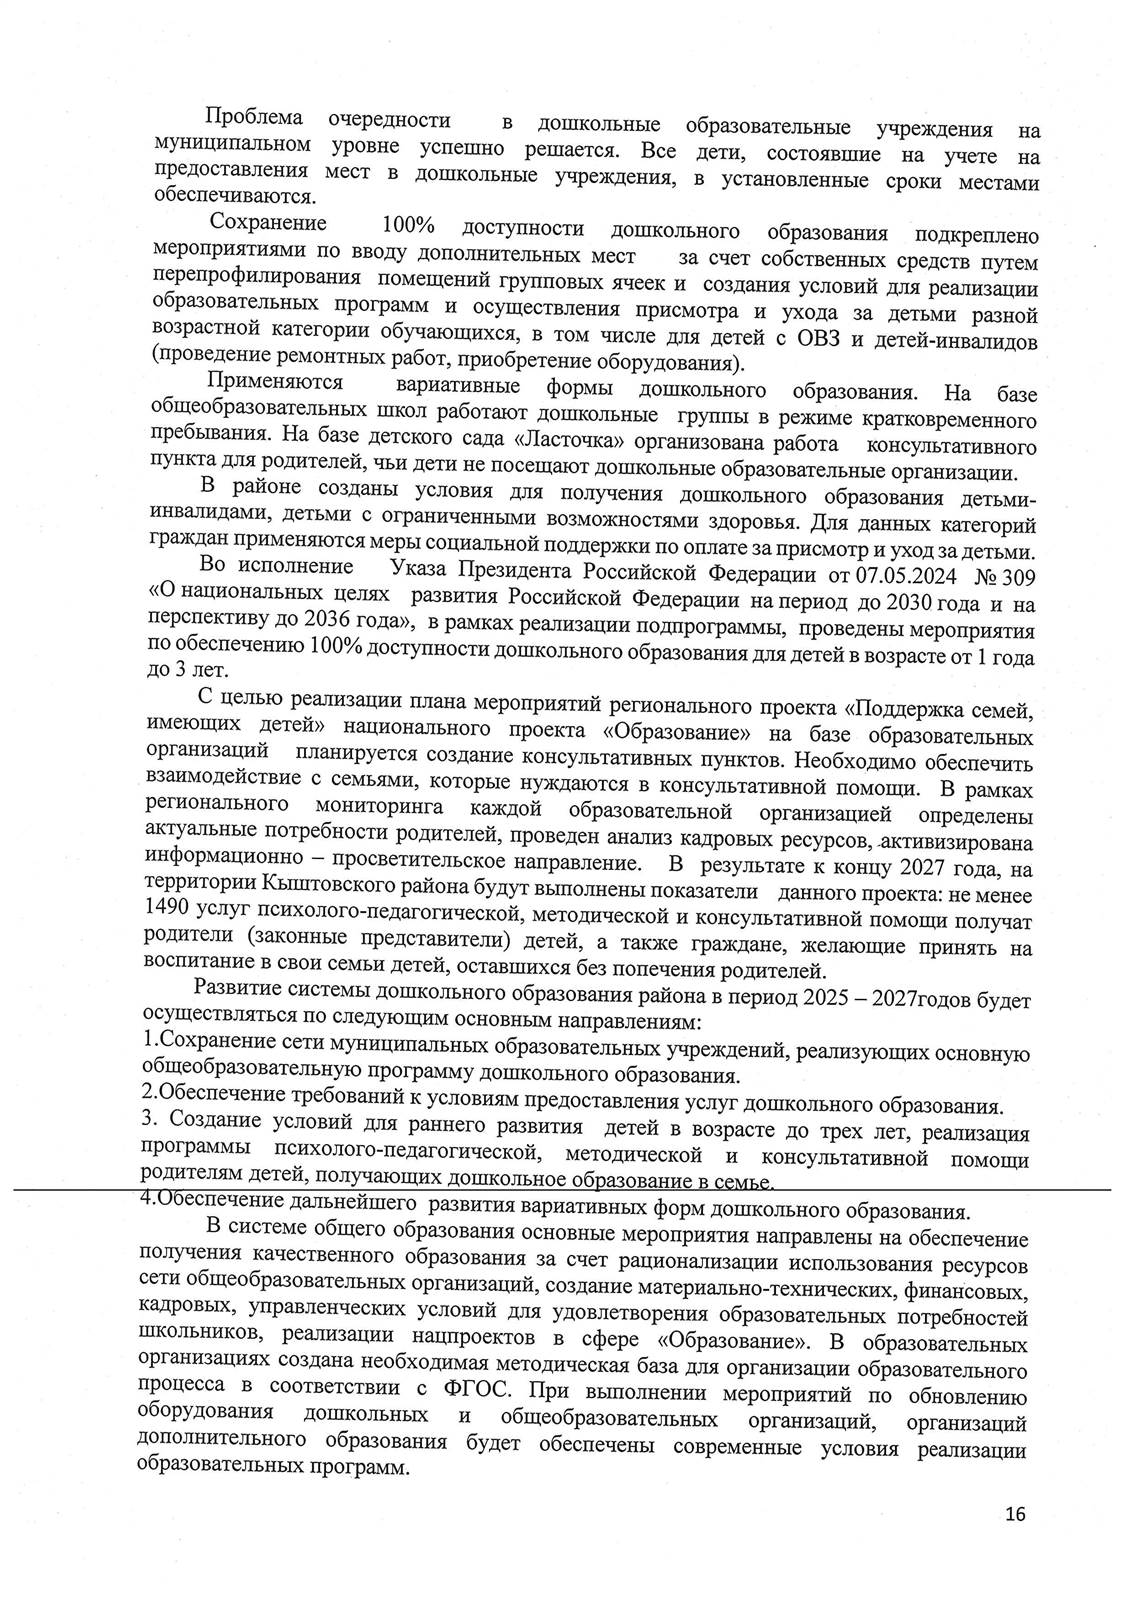 Проблема очередности в дошкольные образовательные учреждения на
муниципальном уровне успешно решается. Все дети, состоявшие на учете на
предоставления мест в дошкольные учреждения, в установленные сроки местами
обеспечиваются.
Сохранение 100% доступности дошкольного образования подкреплено
мероприятиями по вводу дополнительных мест за счет собственных средств путем
перепрофилирования помещений групповых ячеек и создания условий для реализации
образовательных программ и осуществления присмотра и ухода за детьми разной
возрастной категории обучающихся, в том числе для детей с ОВЗ и детей-инвалидов
(проведение ремонтных работ, приобретение оборудования).
Применяются вариативные формы дошкольного образования. На базе
общеобразовательных школ работают дошкольные группы в режиме кратковременного
пребывания. На базе детского сада «Ласточка» организована работа консультативного
пункта для родителей, чьи дети не посещают дошкольные образовательные организации.
В районе созданы условия для получения дошкольного образования детьми-
инвалидами, детьми с ограниченными возможностями здоровья. Для данных категорий
граждан применяются меры социальной поддержки по оплате за присмотр и уход за детьми.
Во исполнение Указа Президента Российской Федерации от 07.05.2024 № 309
«О национальных целях развития Российской Федерации на период до 2030 года и на
перспективу до 2036 года», в рамках реализации подпрограммы, проведены мероприятия
по обеспечению 100% доступности дошкольного образования для детей в возрасте от 1 года
до 3 лет.
С целью реализации плана мероприятий регионального проекта «Поддержка семей,
имеющих детей» национального проекта «Образование» на базе образовательных
организаций планируется создание консультативных пунктов. Необходимо обеспечить
взаимодействие с семьями, которые нуждаются в консультативной помощи. В рамках
регионального мониторинга каждой образовательной организацией определены
актуальные потребности родителей, проведен анализ кадровых ресурсов, активизирована
информационно – просветительское направление. В результате к концу 2027 года, на
территории Кыштовского района будут выполнены показатели данного проекта: не менее
1490 услуг психолого-педагогической, методической и консультативной помощи получат
родители (законные представители) детей, а также граждане, желающие принять на
воспитание в свои семьи детей, оставшихся без попечения родителей.
Развитие системы дошкольного образования района в период 2025 – 2027годов будет
осуществляться по следующим основным направлениям:
1.Сохранение сети муниципальных образовательных учреждений, реализующих основную
общеобразовательную программу дошкольного образования.
2.Обеспечение требований к условиям предоставления услуг дошкольного образования.
3. Создание условий для раннего развития детей в возрасте до трех лет, реализация
программы психолого-педагогической, методической и консультативной помощи
родителям детей, получающих дошкольное образование в семье.
4.Обеспечение дальнейшего развития вариативных форм дошкольного образования.
В системе общего образования основные мероприятия направлены на обеспечение
получения качественного образования за счет рационализации использования ресурсов
сети общеобразовательных организаций, создание материально-технических, финансовых,
кадровых, управленческих условий для удовлетворения образовательных потребностей
школьников, реализации нацпроектов в сфере «Образование». В образовательных
организациях создана необходимая методическая база для организации образовательного
процесса в соответствии с ФГОС. При выполнении мероприятий по обновлению
оборудования дошкольных и общеобразовательных организаций, организаций
дополнительного образования будет обеспечены современные условия реализации
образовательных программ.
16